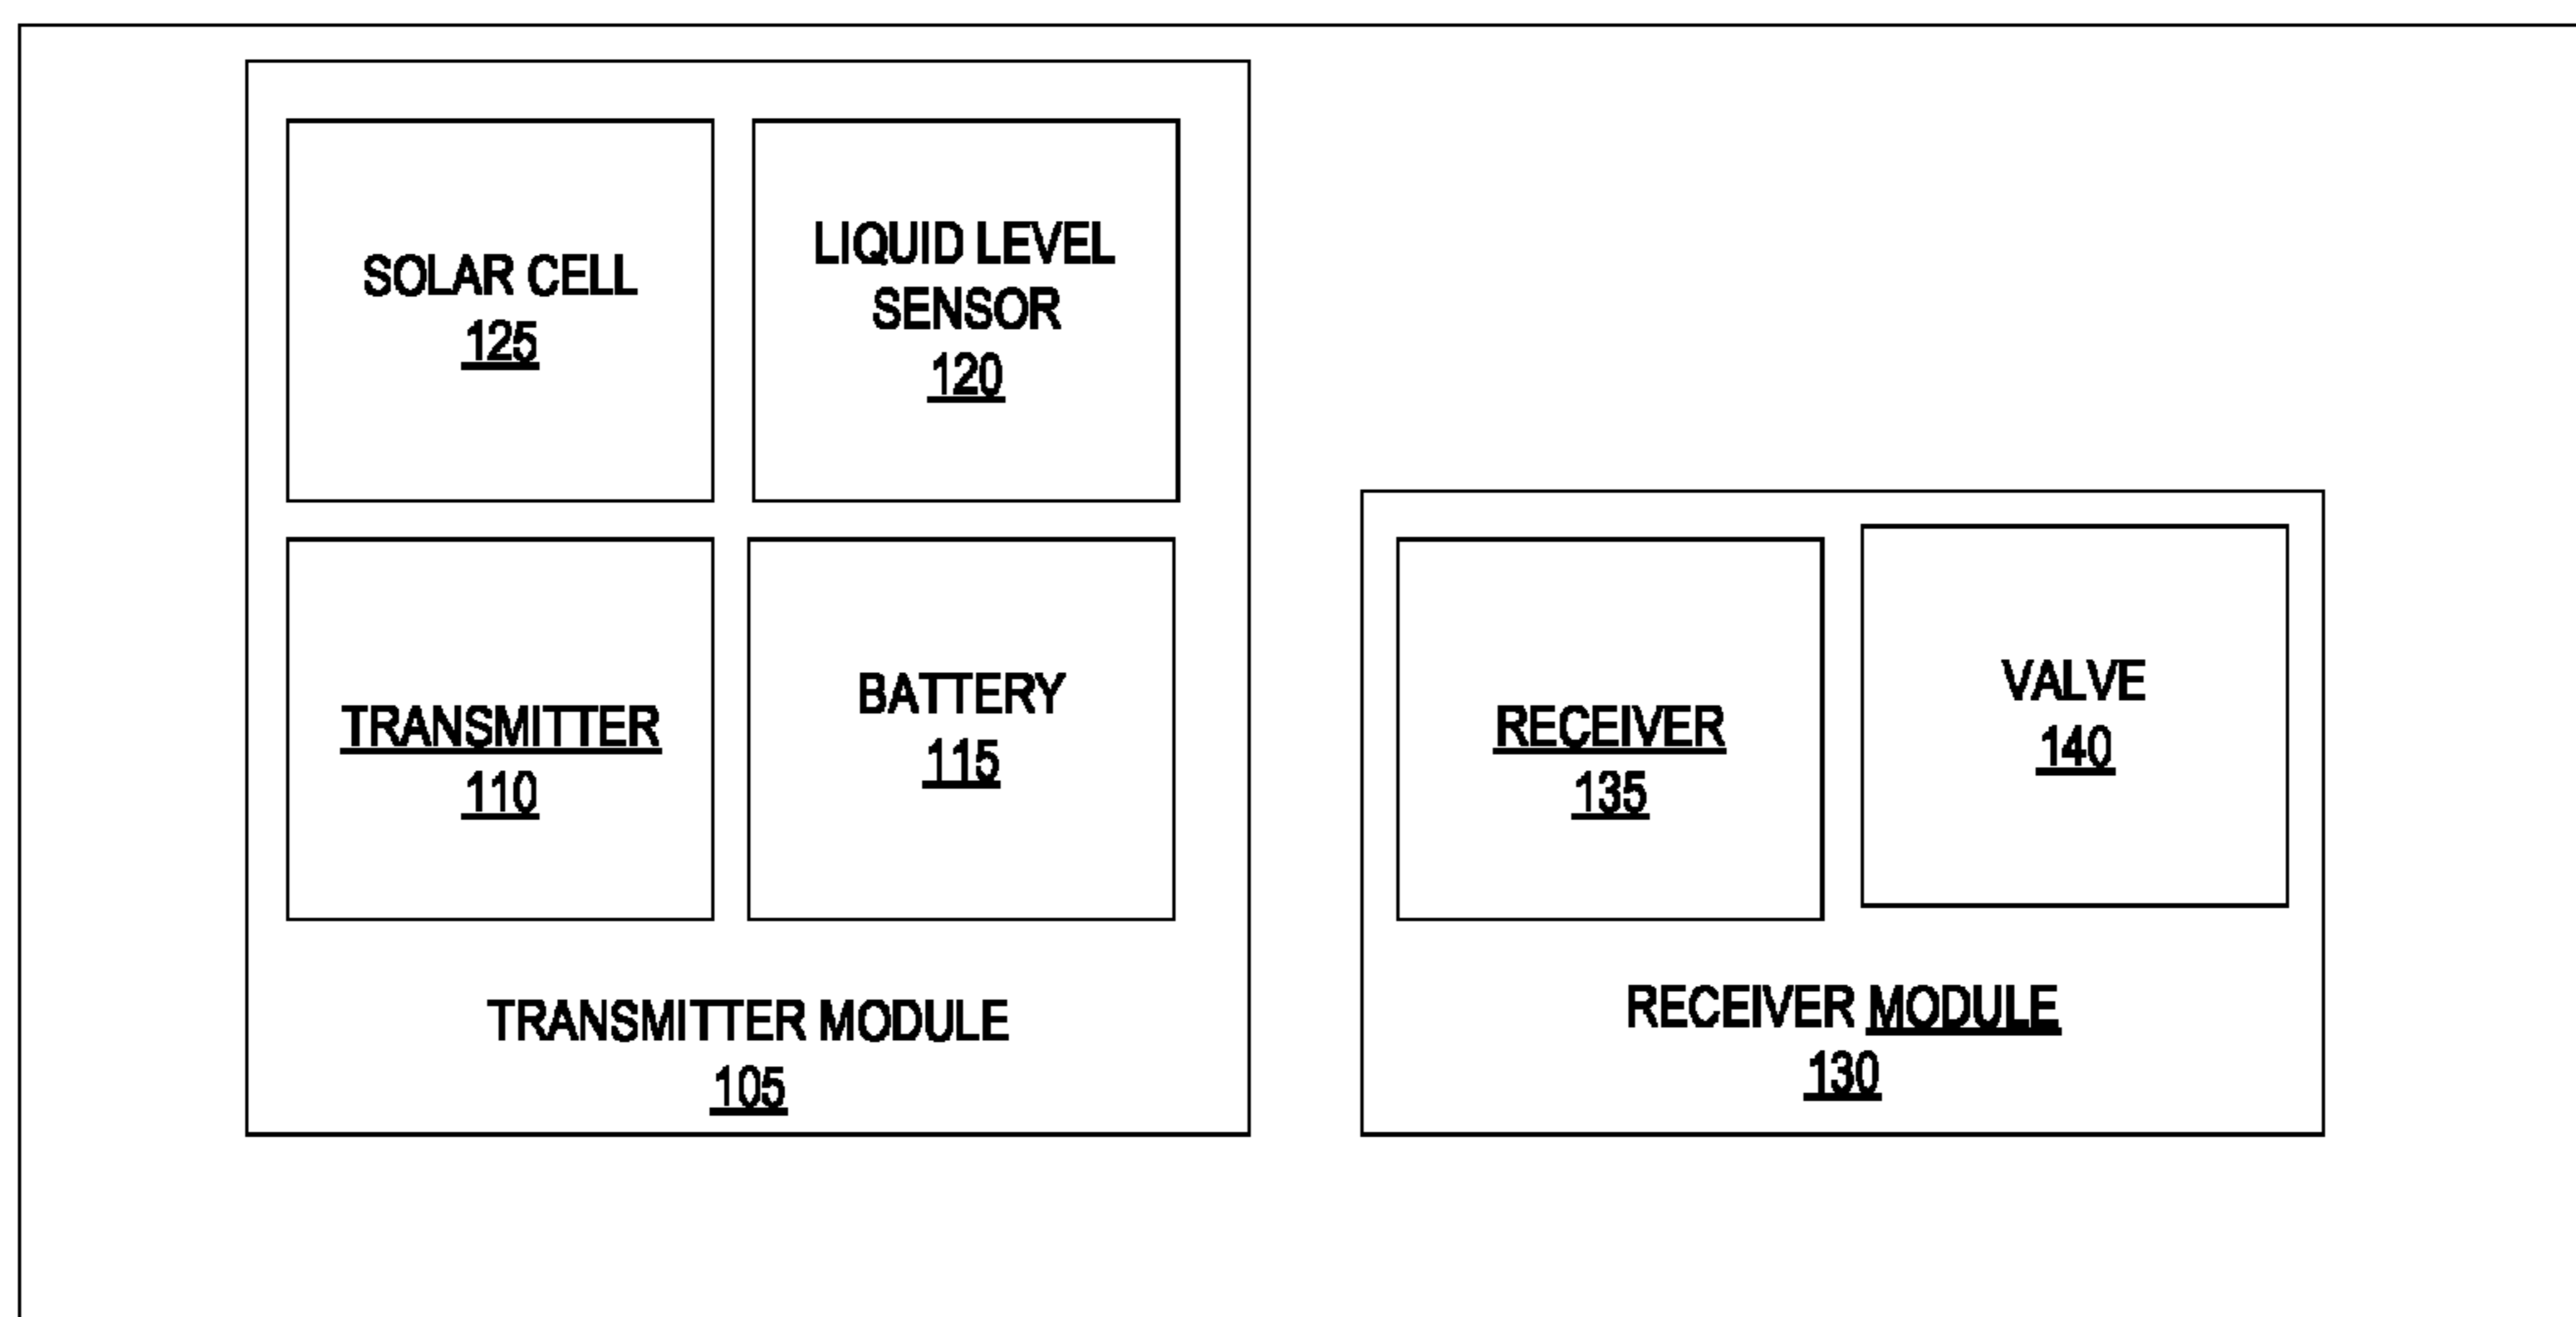 SOLAR CELL
125
LIQUID LEVEL
SENSOR
120
TRANSMITTER
110
BATTERY
115
TRANSMITTER MODULE
105
RECEIVER
135
VALVE
140
RECEIVER MODULE
130